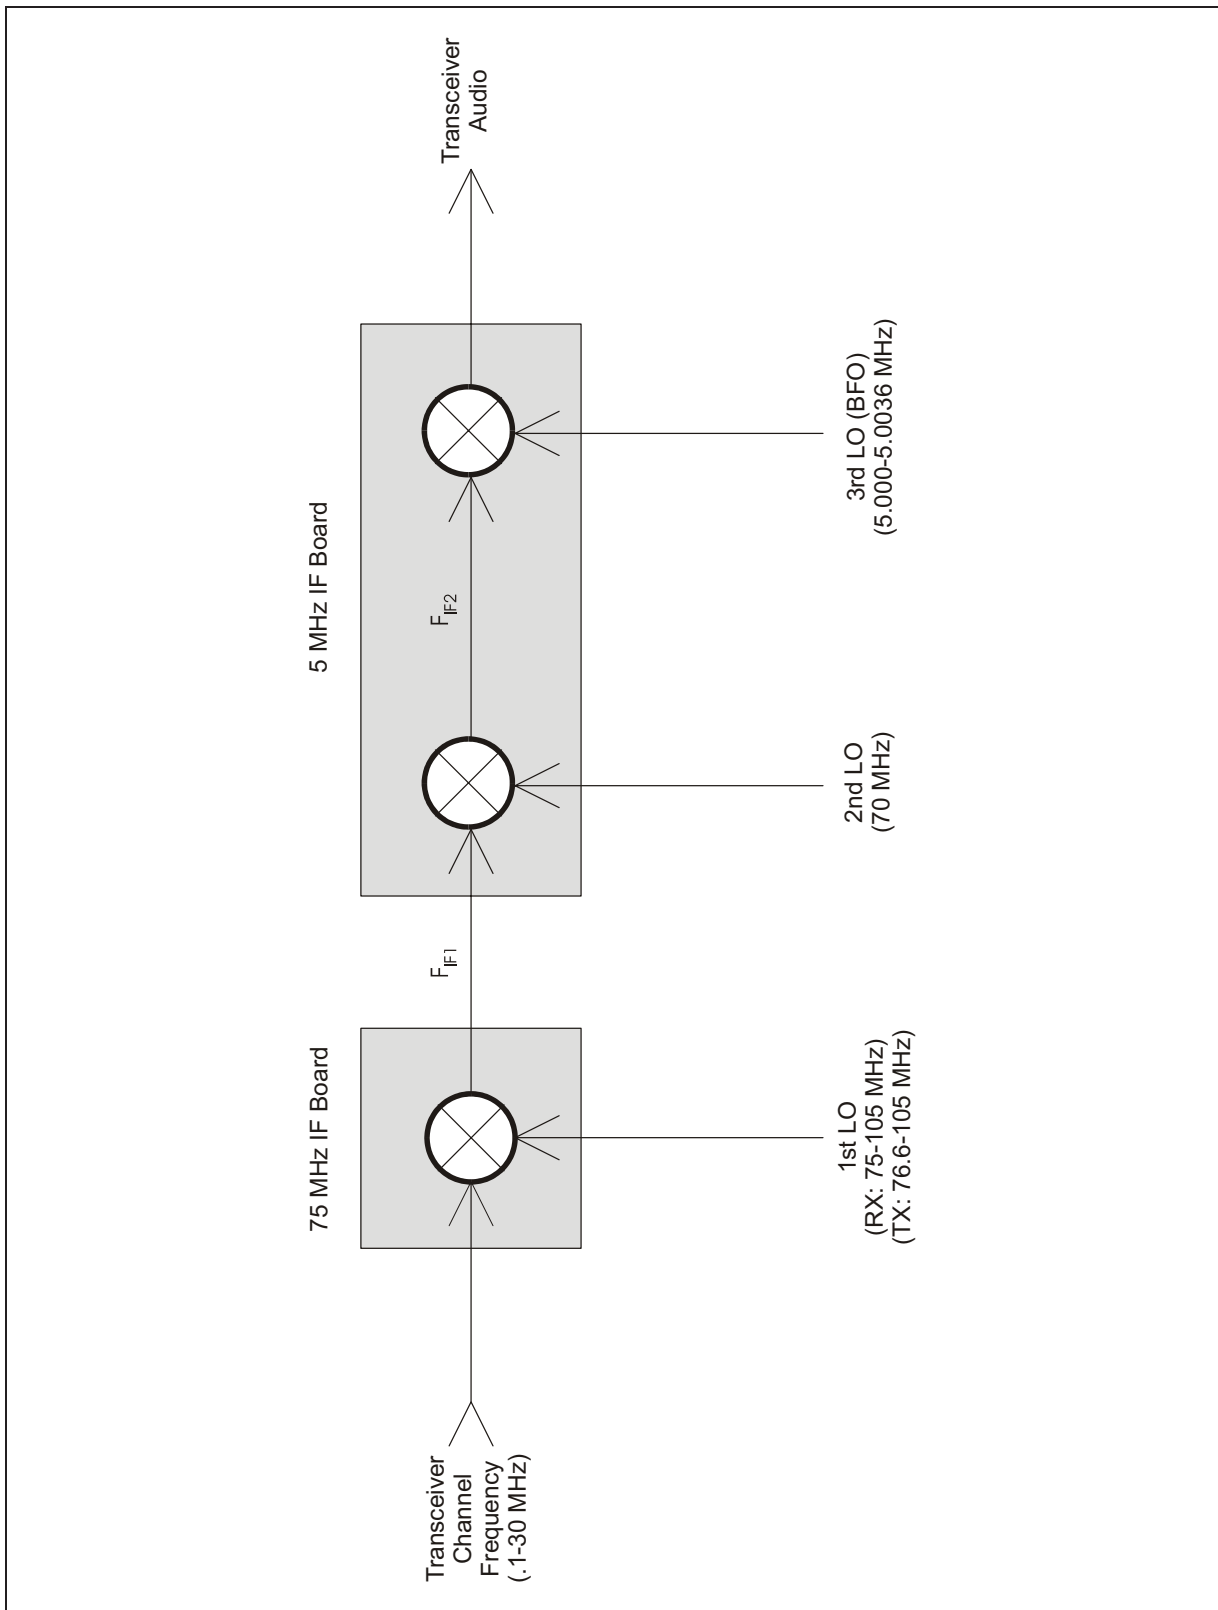 Transceiver
Channel
Frequency
(.1-30 MHz)
75 MHz IF Board
F_IF1
5 MHz IF Board
F_IF2
Transceiver
Audio
1st LO
(RX: 75-105 MHz)
(TX: 76.6-105 MHz)
2nd LO
(70 MHz)
3rd LO (BFO)
(5.000-5.0036 MHz)